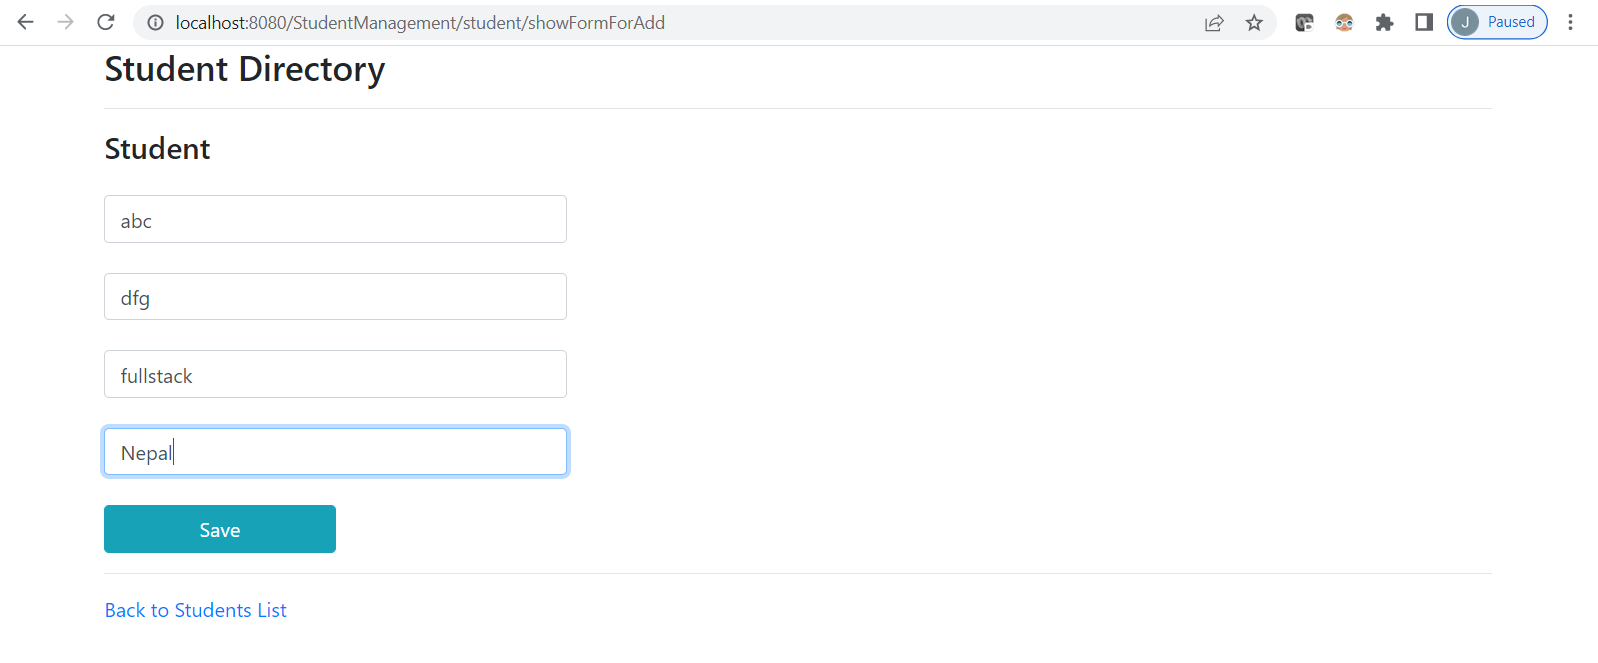 localhost:8080/StudentManagement/student/showFormForAdd
J Paused
Student Directory
Student
abc
dfg
fullstack
Nepal
Save
Back to Students List